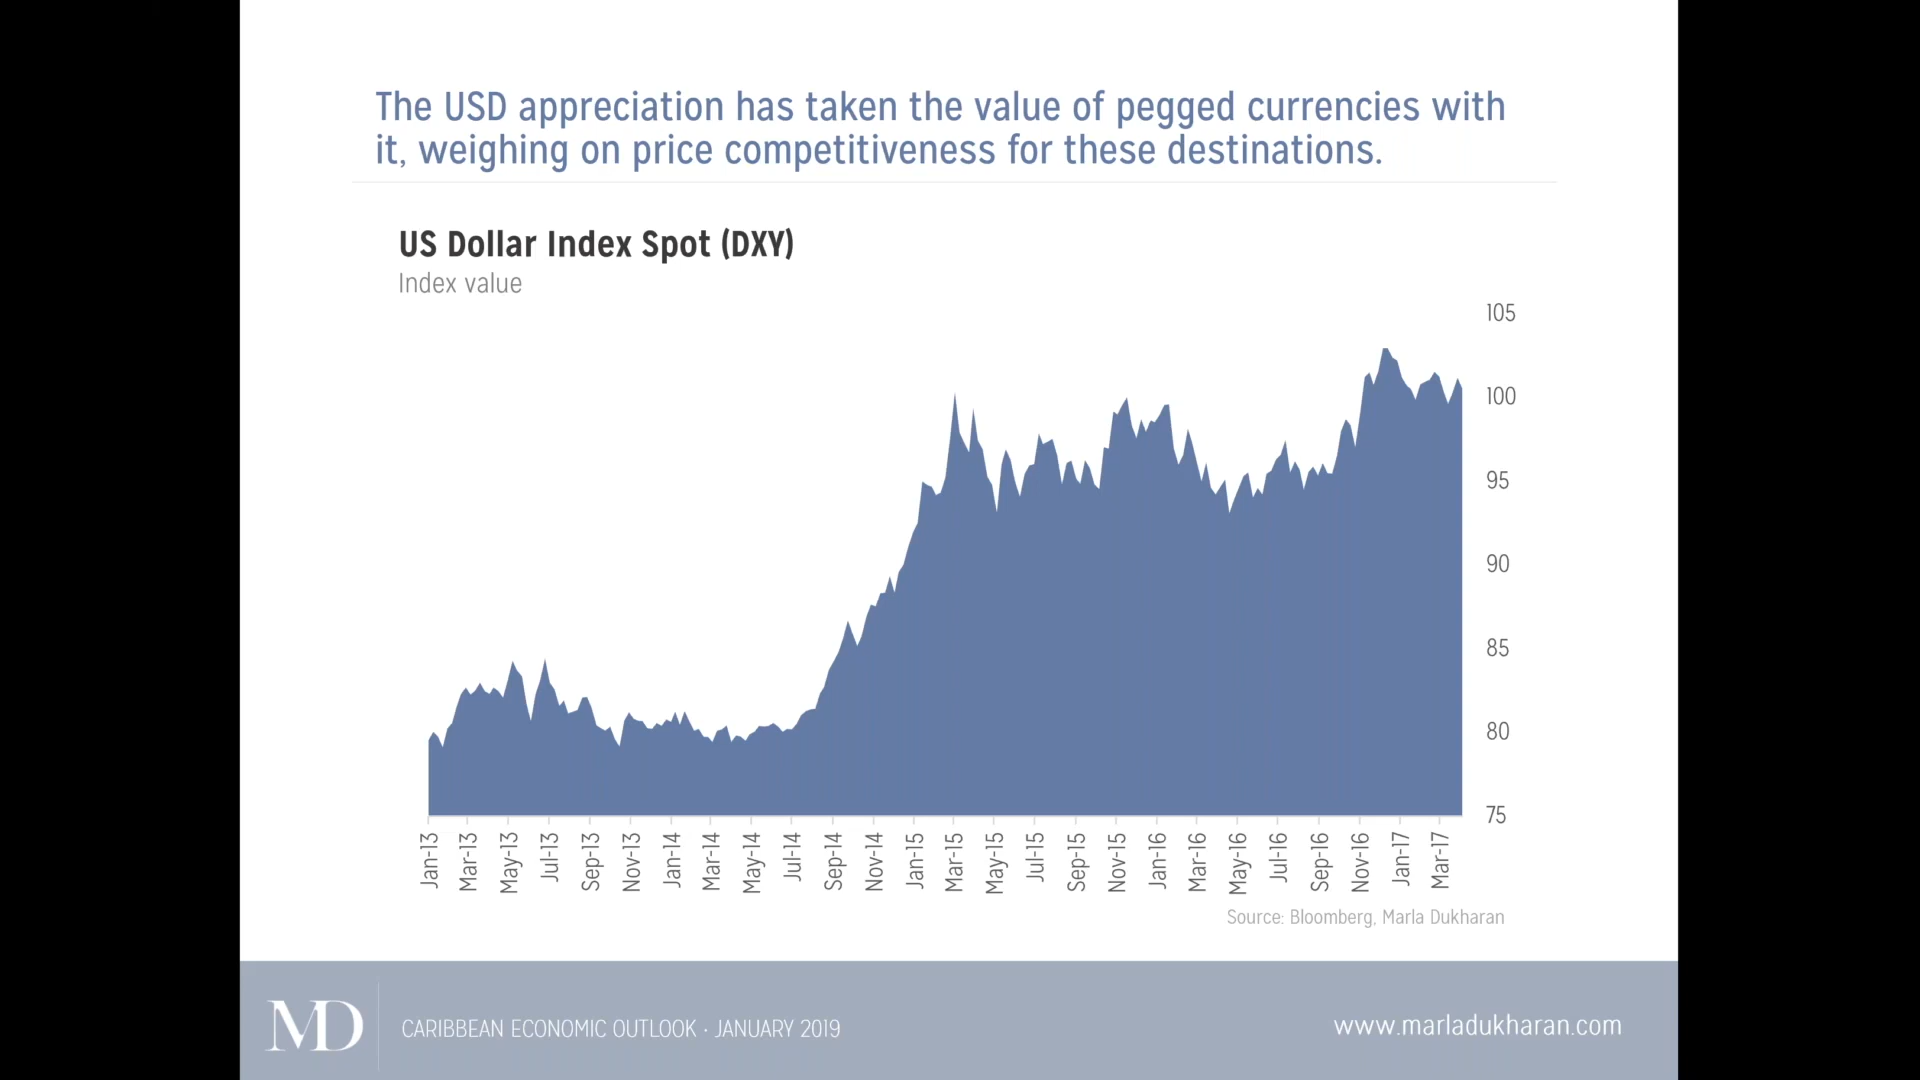 The USD appreciation has taken the value of pegged currencies with
it, weighing on price competitiveness for these destinations.
US Dollar Index Spot (DXY)
Index value
105
100
95
90
85
80
75
Jan-13
Mar-13
May-13
Jul-13
Sep-13
Nov-13
Jan-14
Mar-14
May-14
Jul-14
Sep-14
Nov-14
Jan-15
Mar-15
May-15
Jul-15
Sep-15
Nov-15
Jan-16
Mar-16
May-16
Jul-16
Sep-16
Nov-16
Jan-17
Mar-17
Source: Bloomberg, Marla Dukharan
MD
CARIBBEAN ECONOMIC OUTLOOK · JANUARY 2019
www.marladukharan.com